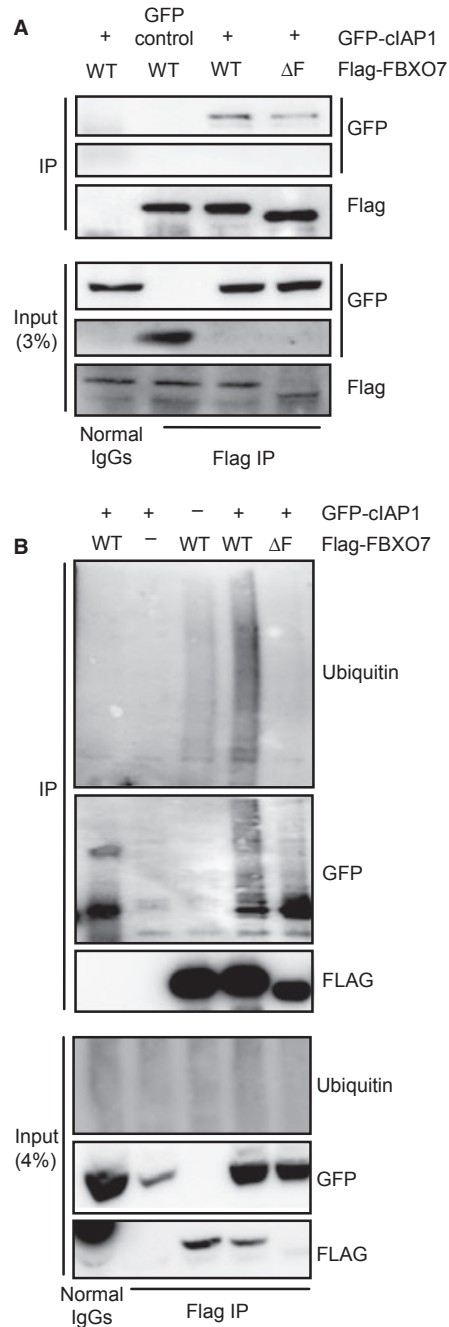 A
GFP
control
+ + + GFP-cIAP1
WT WT WT ΔF Flag-FBXO7
GFP
IP
Flag
GFP
Input
(3%)
Flag
Normal
IgGs
Flag IP
+ + – + + GFP-cIAP1
B
WT – WT WT ΔF Flag-FBXO7
Ubiquitin
IP
GFP
FLAG
Ubiquitin
Input
(4%)
GFP
FLAG
Normal
IgGs
Flag IP